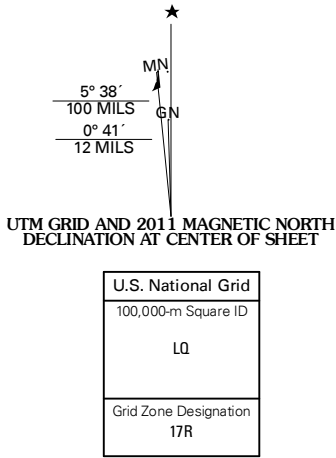 ★
MN
5° 38´
100 MILS
GN
0° 41´
12 MILS
UTM GRID AND 2011 MAGNETIC NORTH
DECLINATION AT CENTER OF SHEET
U.S. National Grid
100,000-m Square ID
LQ
Grid Zone Designation
17R